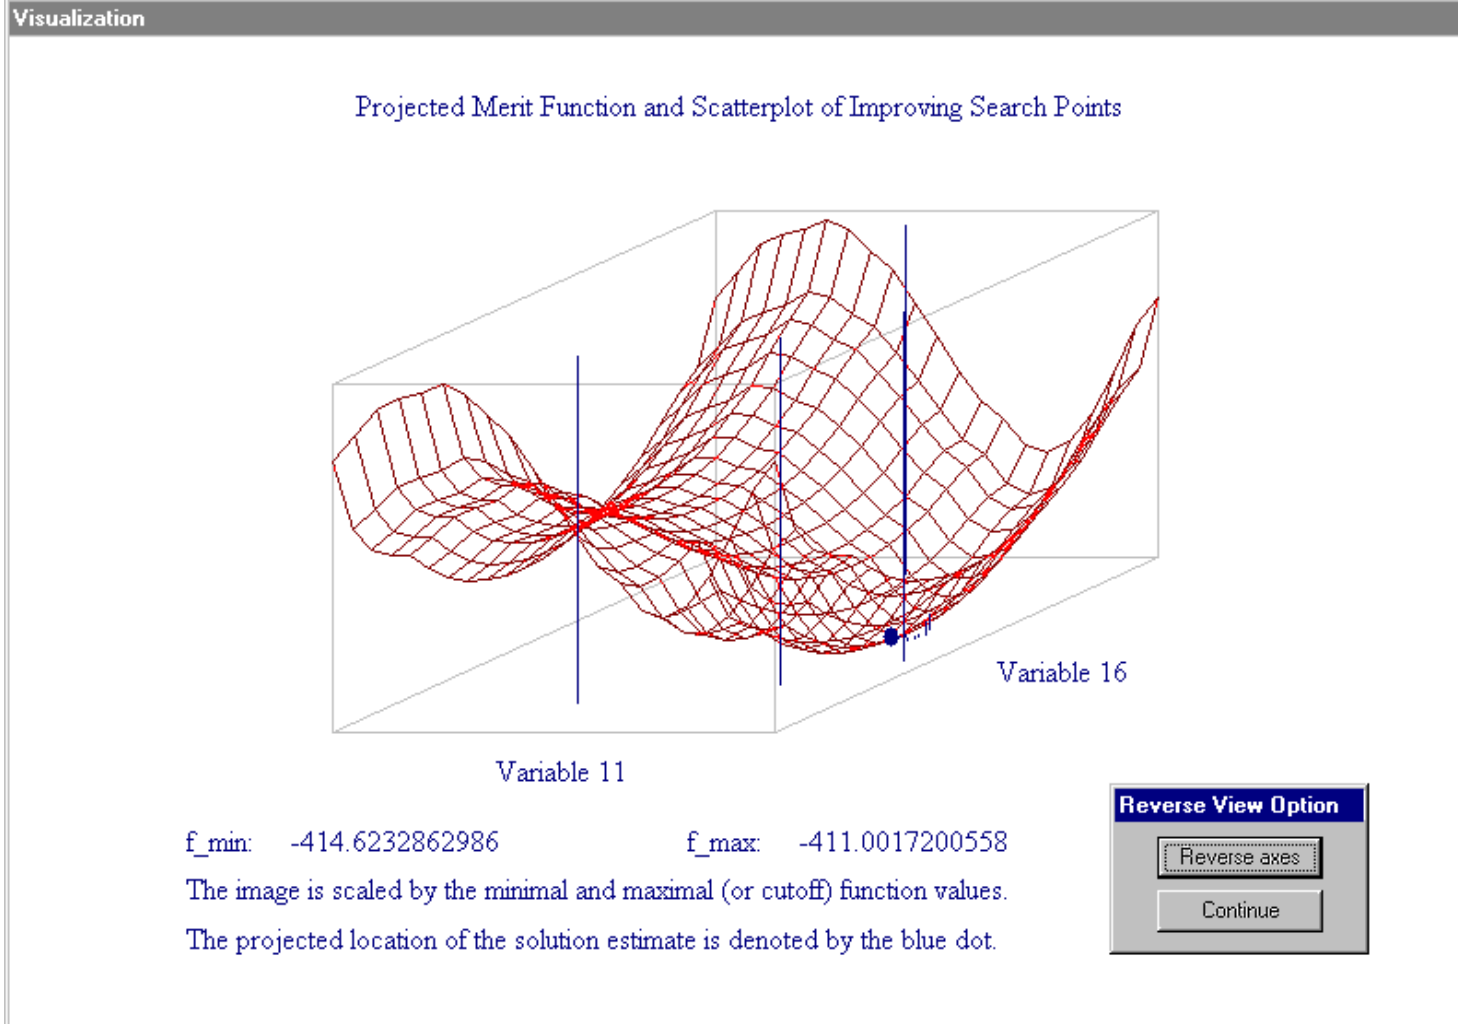 Visualization
Projected Merit Function and Scatterplot of Improving Search Points
Variable 16
Variable 11
f_min: -414.6232862986 f_max: -411.0017200558
The image is scaled by the minimal and maximal (or cutoff) function values.
The projected location of the solution estimate is denoted by the blue dot.
Reverse View Option
Reverse axes
Continue